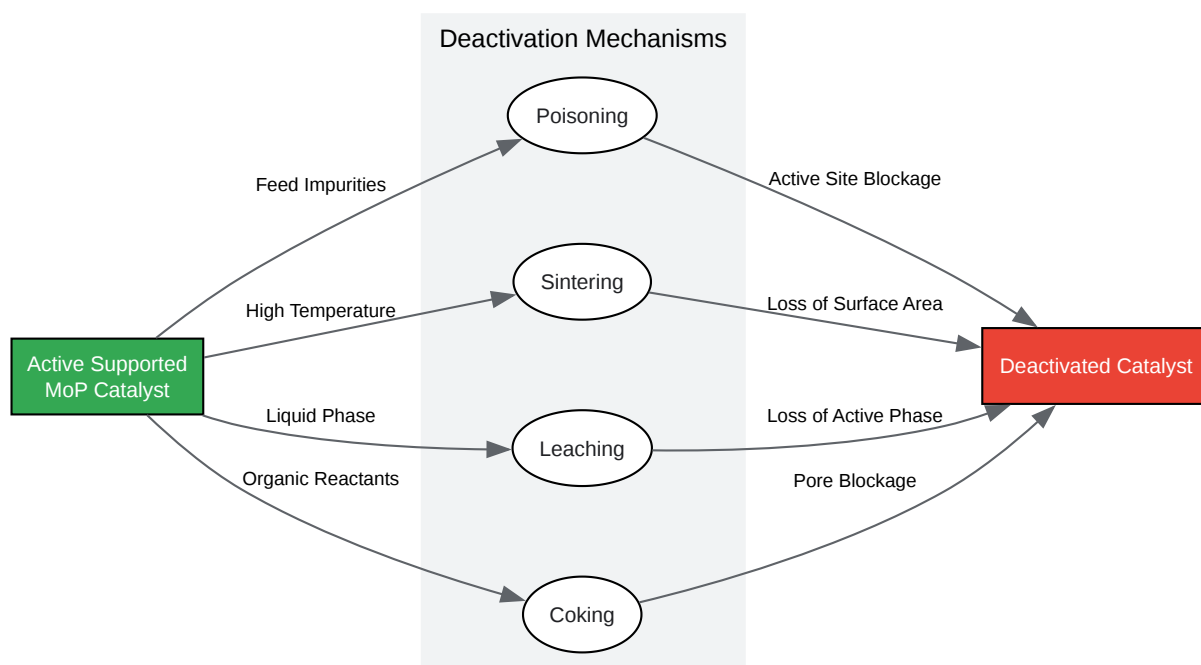 Deactivation Mechanisms
Poisoning
Feed Impurities
Active Site Blockage
Sintering
High Temperature
Loss of Surface Area
Active Supported
MoP Catalyst
Deactivated Catalyst
Liquid Phase
Loss of Active Phase
Leaching
Organic Reactants
Pore Blockage
Coking